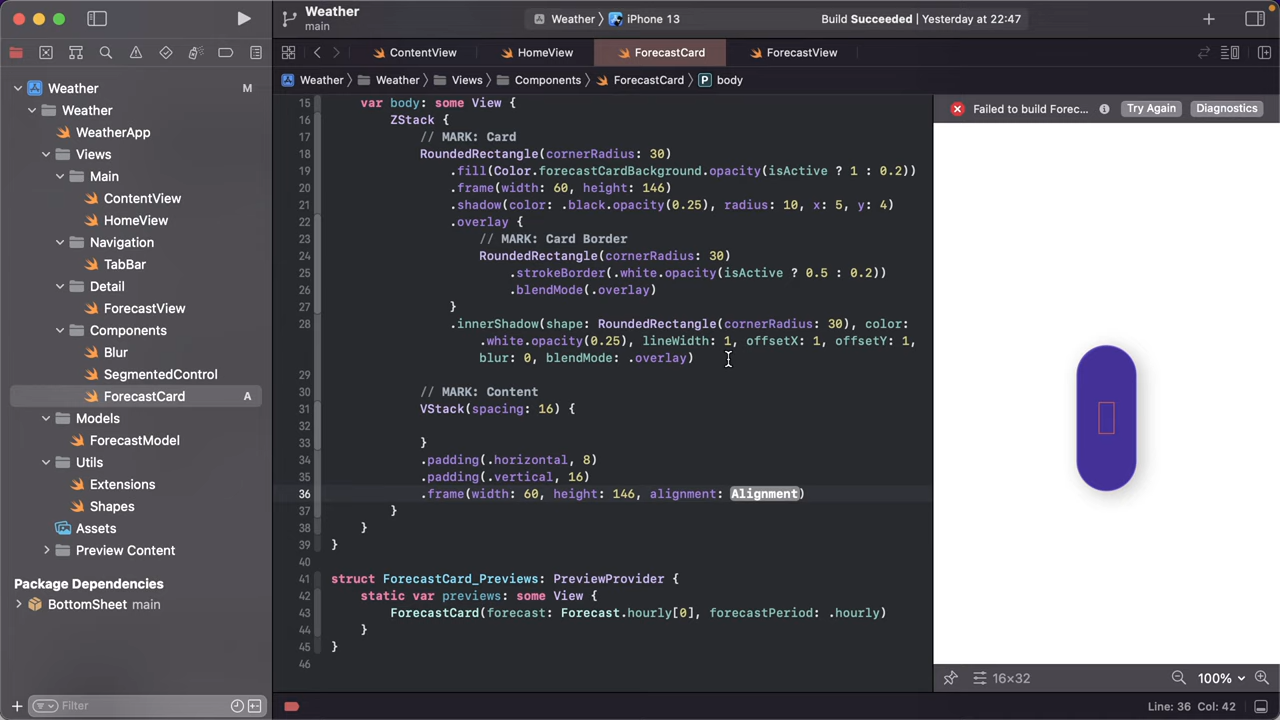 Weather
main
Weather 〉 iPhone 13
Build Succeeded | Yesterday at 22:47
ContentView
HomeView
ForecastCard
ForecastView
Weather 〉 Weather 〉 Views 〉 Components 〉 ForecastCard 〉 P body
Weather M
Weather
WeatherApp
Views
Main
ContentView
HomeView
Navigation
TabBar
Detail
ForecastView
Components
Blur
SegmentedControl
ForecastCard A
Models
ForecastModel
Utils
Extensions
Shapes
Assets
Preview Content
Package Dependencies
BottomSheet main
Filter
15 var body: some View {
16 ZStack {
17 // MARK: Card
18 RoundedRectangle(cornerRadius: 30)
19 .fill(Color.forecastCardBackground.opacity(isActive ? 1 : 0.2))
20 .frame(width: 60, height: 146)
21 .shadow(color: .black.opacity(0.25), radius: 10, x: 5, y: 4)
22 .overlay {
23 // MARK: Card Border
24 RoundedRectangle(cornerRadius: 30)
25 .strokeBorder(.white.opacity(isActive ? 0.5 : 0.2))
26 .blendMode(.overlay)
27 }
28 .innerShadow(shape: RoundedRectangle(cornerRadius: 30), color:
.white.opacity(0.25), lineWidth: 1, offsetX: 1, offsetY: 1,
blur: 0, blendMode: .overlay)
29
30 // MARK: Content
31 VStack(spacing: 16) {
32
33 }
34 .padding(.horizontal, 8)
35 .padding(.vertical, 16)
36 .frame(width: 60, height: 146, alignment: Alignment)
37 }
38 }
39 }
40
41 struct ForecastCard_Previews: PreviewProvider {
42 static var previews: some View {
43 ForecastCard(forecast: Forecast.hourly[0], forecastPeriod: .hourly)
44 }
45 }
46
Failed to build Forec...
Try Again
Diagnostics
16×32
100%
Line: 36 Col: 42